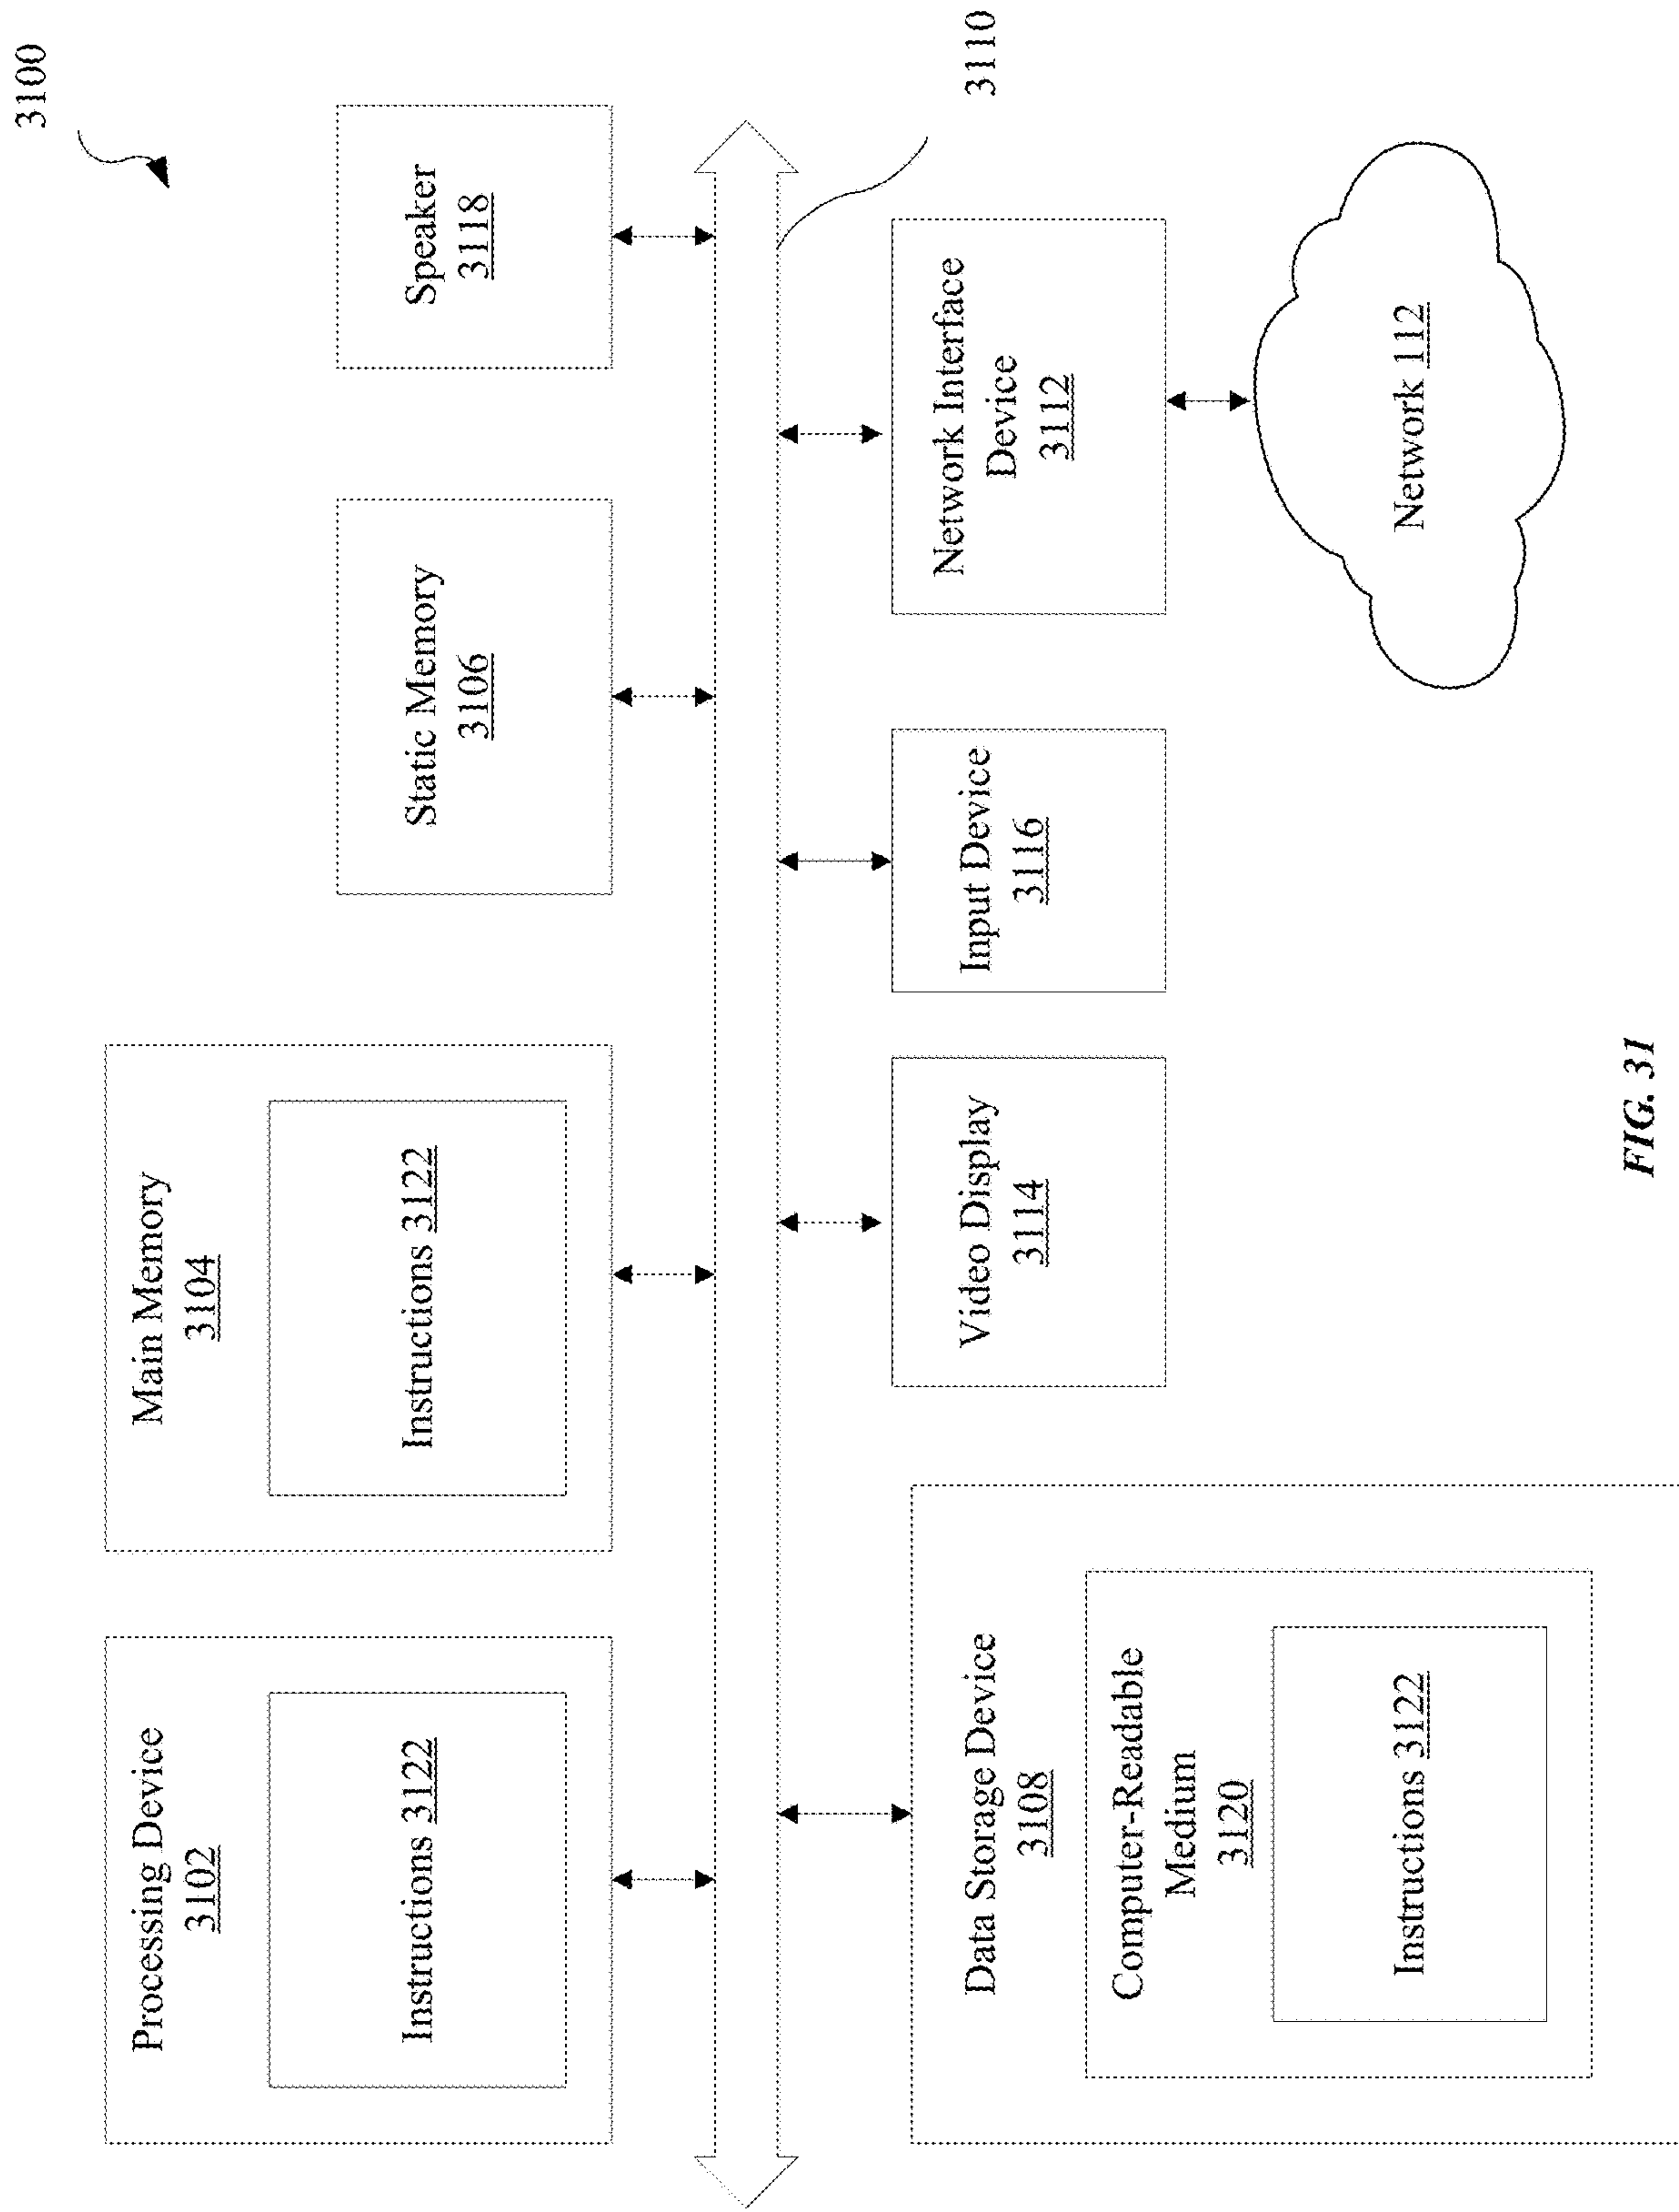 3100
Processing Device
3102
Instructions 3122
Main Memory
3104
Instructions 3122
Static Memory
3106
Speaker
3118
3110
Data Storage Device
3108
Computer-Readable
Medium
3120
Instructions 3122
Video Display
3114
Input Device
3116
Network Interface
Device
3112
Network 112
FIG. 31